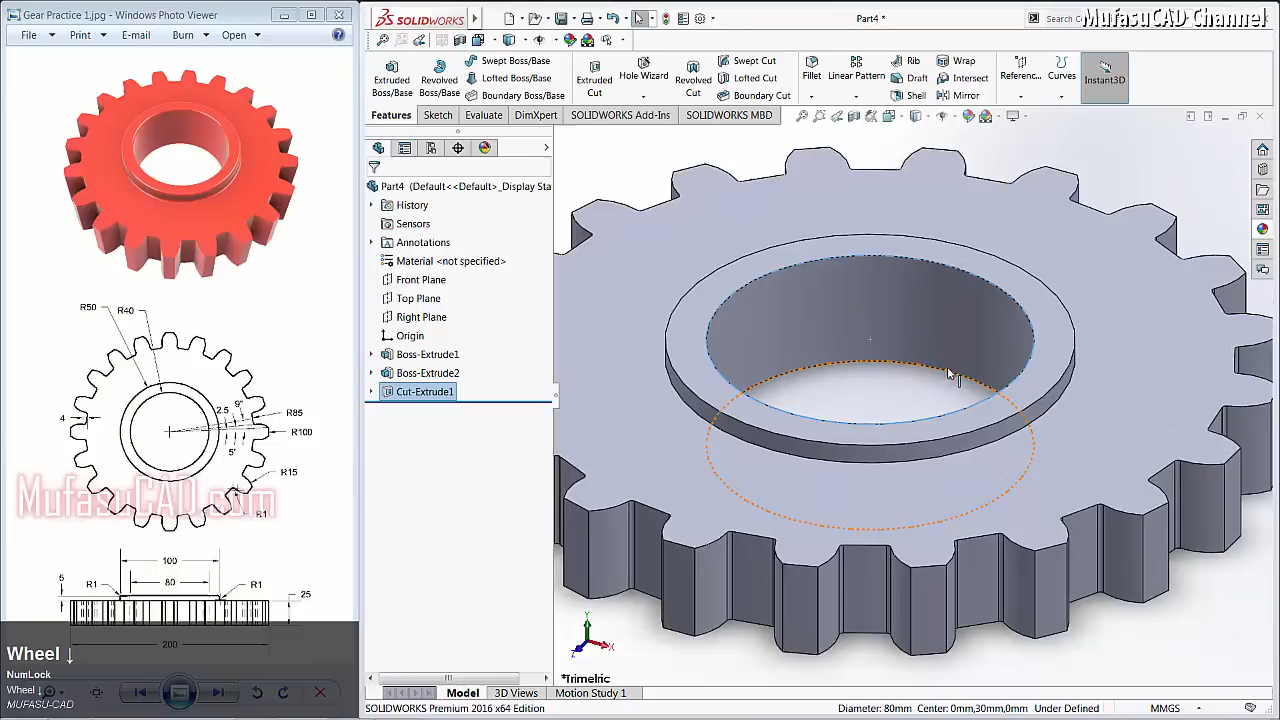 Gear Practice 1.jpg - Windows Photo Viewer
File Print E-mail Burn Open
SOLIDWORKS
Part4 *
Search
MufasuCAD Channel
Extruded Boss/Base
Revolved Boss/Base
Swept Boss/Base
Lofted Boss/Base
Boundary Boss/Base
Extruded Cut
Hole Wizard
Revolved Cut
Swept Cut
Lofted Cut
Boundary Cut
Fillet
Linear Pattern
Rib
Draft
Shell
Wrap
Intersect
Mirror
Referenc...
Curves
Instant3D
Features Sketch Evaluate DimXpert SOLIDWORKS Add-Ins SOLIDWORKS MBD
Part4 (Default<<Default>_Display Sta
History
Sensors
Annotations
Material <not specified>
Front Plane
Top Plane
Right Plane
Origin
Boss-Extrude1
Boss-Extrude2
Cut-Extrude1
R50
R40
4
2.5
9°
5°
R85
R100
R15
R1
MufasuCAD.com
100
80
5
R1
R1
25
200
Wheel ↓
NumLock
Wheel ↓
MUFASU-CAD
Y
X
Z
*Trimetric
Model 3D Views Motion Study 1
SOLIDWORKS Premium 2016 x64 Edition
Diameter: 80mm Center: 0mm,30mm,0mm Under Defined
MMGS